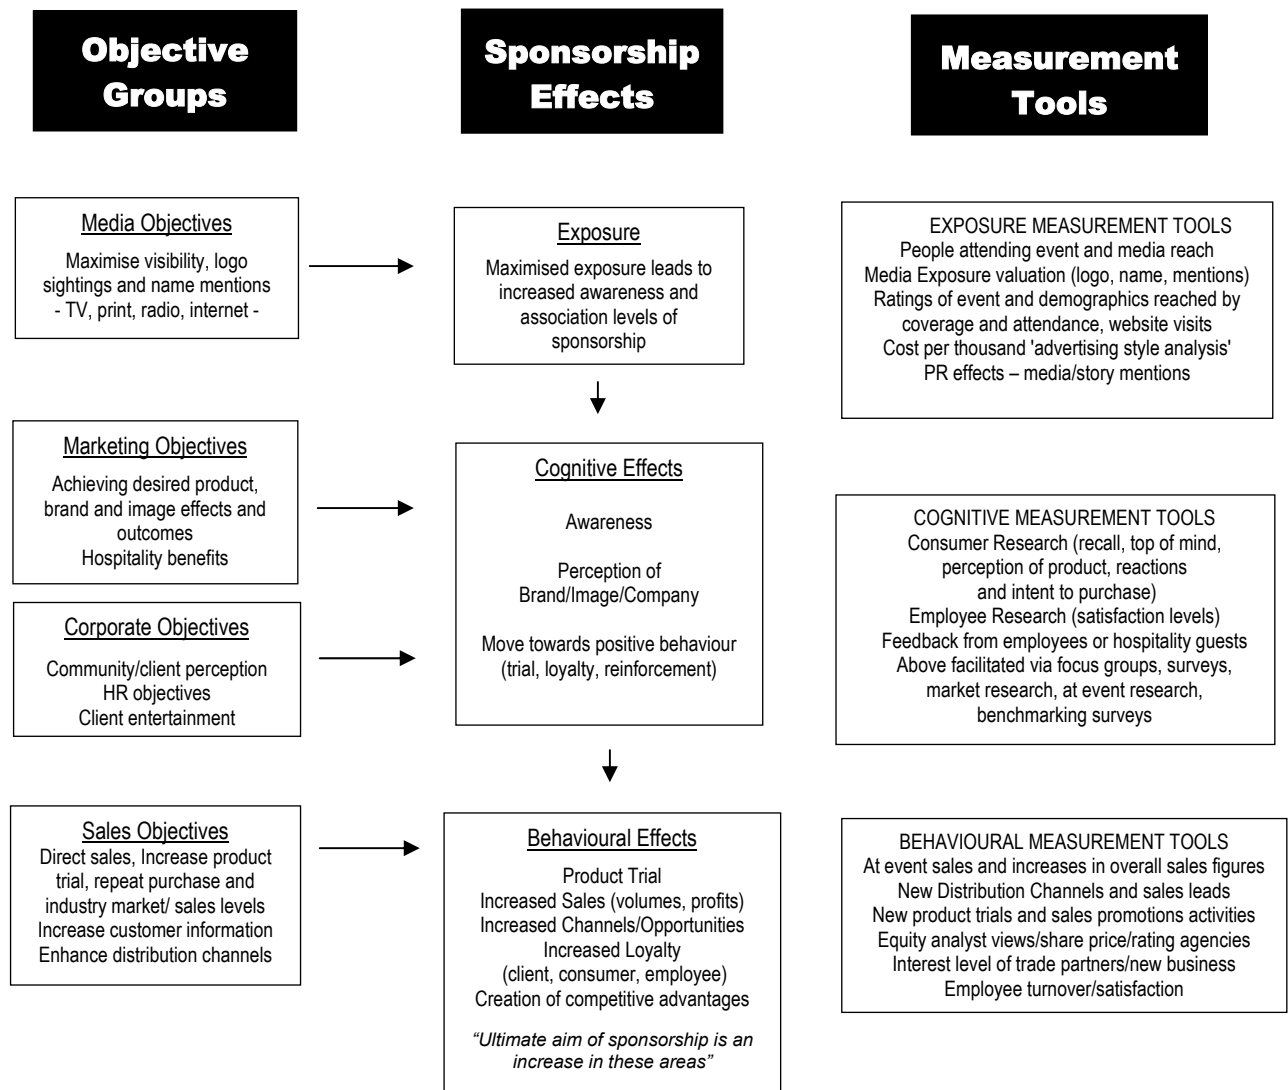 Objective
Groups
Sponsorship
Effects
Measurement
Tools
Media Objectives
Maximise visibility, logo
sightings and name mentions
- TV, print, radio, internet -
Exposure
Maximised exposure leads to
increased awareness and
association levels of
sponsorship
EXPOSURE MEASUREMENT TOOLS
People attending event and media reach
Media Exposure valuation (logo, name, mentions)
Ratings of event and demographics reached by
coverage and attendance, website visits
Cost per thousand 'advertising style analysis'
PR effects – media/story mentions
Marketing Objectives
Achieving desired product,
brand and image effects and
outcomes
Hospitality benefits
Corporate Objectives
Community/client perception
HR objectives
Client entertainment
Cognitive Effects
Awareness
Perception of
Brand/Image/Company
Move towards positive behaviour
(trial, loyalty, reinforcement)
COGNITIVE MEASUREMENT TOOLS
Consumer Research (recall, top of mind,
perception of product, reactions
and intent to purchase)
Employee Research (satisfaction levels)
Feedback from employees or hospitality guests
Above facilitated via focus groups, surveys,
market research, at event research,
benchmarking surveys
Sales Objectives
Direct sales, Increase product
trial, repeat purchase and
industry market/ sales levels
Increase customer information
Enhance distribution channels
Behavioural Effects
Product Trial
Increased Sales (volumes, profits)
Increased Channels/Opportunities
Increased Loyalty
(client, consumer, employee)
Creation of competitive advantages
“Ultimate aim of sponsorship is an
increase in these areas”
BEHAVIOURAL MEASUREMENT TOOLS
At event sales and increases in overall sales figures
New Distribution Channels and sales leads
New product trials and sales promotions activities
Equity analyst views/share price/rating agencies
Interest level of trade partners/new business
Employee turnover/satisfaction